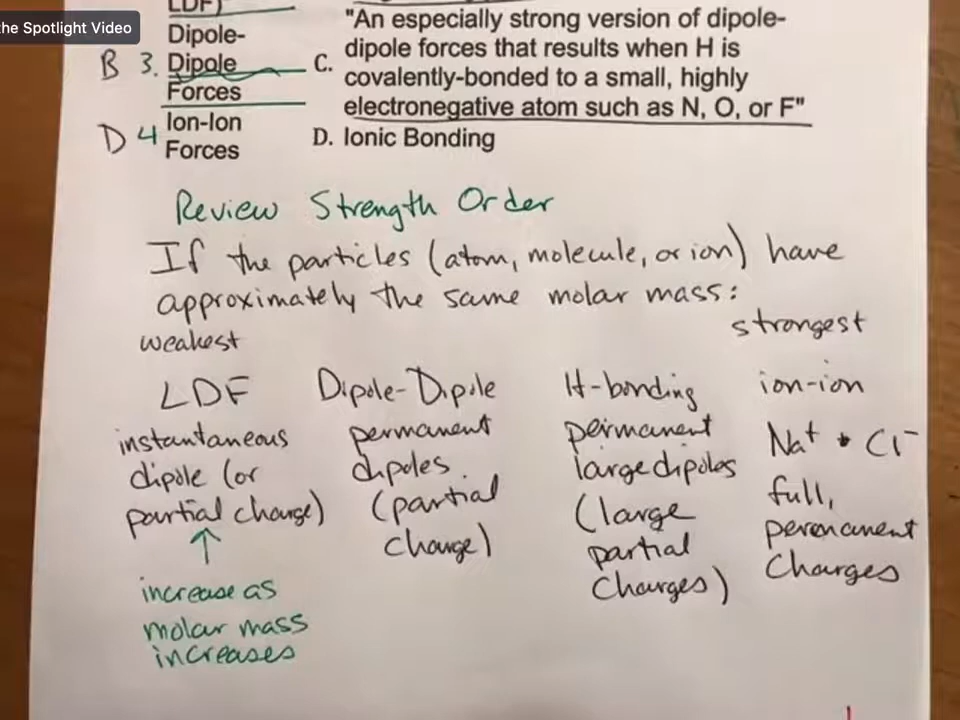 the Spotlight Video
LDF)
B 3. Dipole-
Dipole
Forces
C. "An especially strong version of dipole-
dipole forces that results when H is
covalently-bonded to a small, highly
electronegative atom such as N, O, or F"
D 4 Ion-Ion
Forces
D. Ionic Bonding
Review Strength Order
If the particles (atom, molecule, or ion) have
approximately the same molar mass:
weakest
strongest
LDF
instantaneous
dipole (or
partial charge)
↑
increase as
molar mass
increases
Dipole-Dipole
permanent
dipoles
(partial
charge)
H-bonding
permanent
large dipoles
(large
partial
charges)
ion-ion
Na⁺ • Cl⁻
full,
permanent
charges